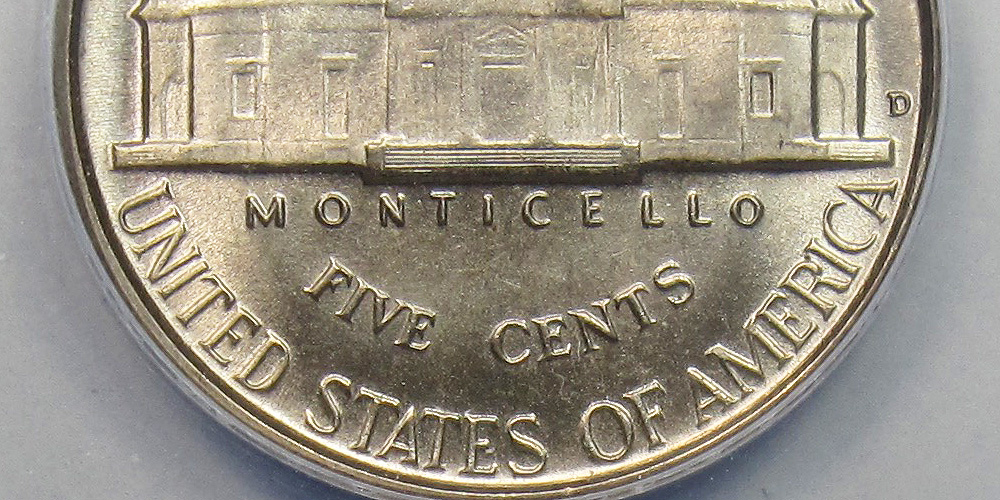 D
MONTICELLO
FIVE CENTS
UNITED STATES OF AMERICA